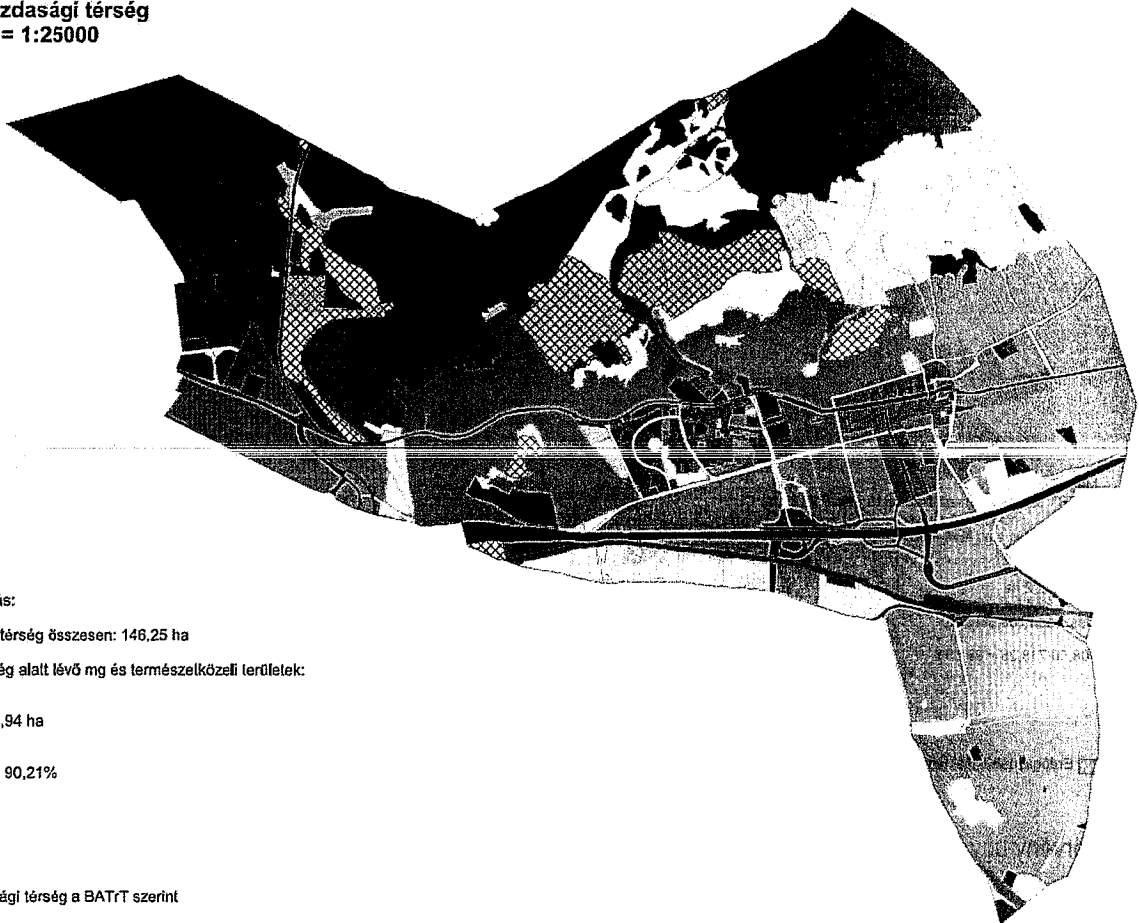 zdasági térség
= 1:25000
ás:
térség összesen: 146,25 ha
ég alatt lévő mg és természetközeli területek:
,94 ha
90,21%
ági térség a BATrT szerint